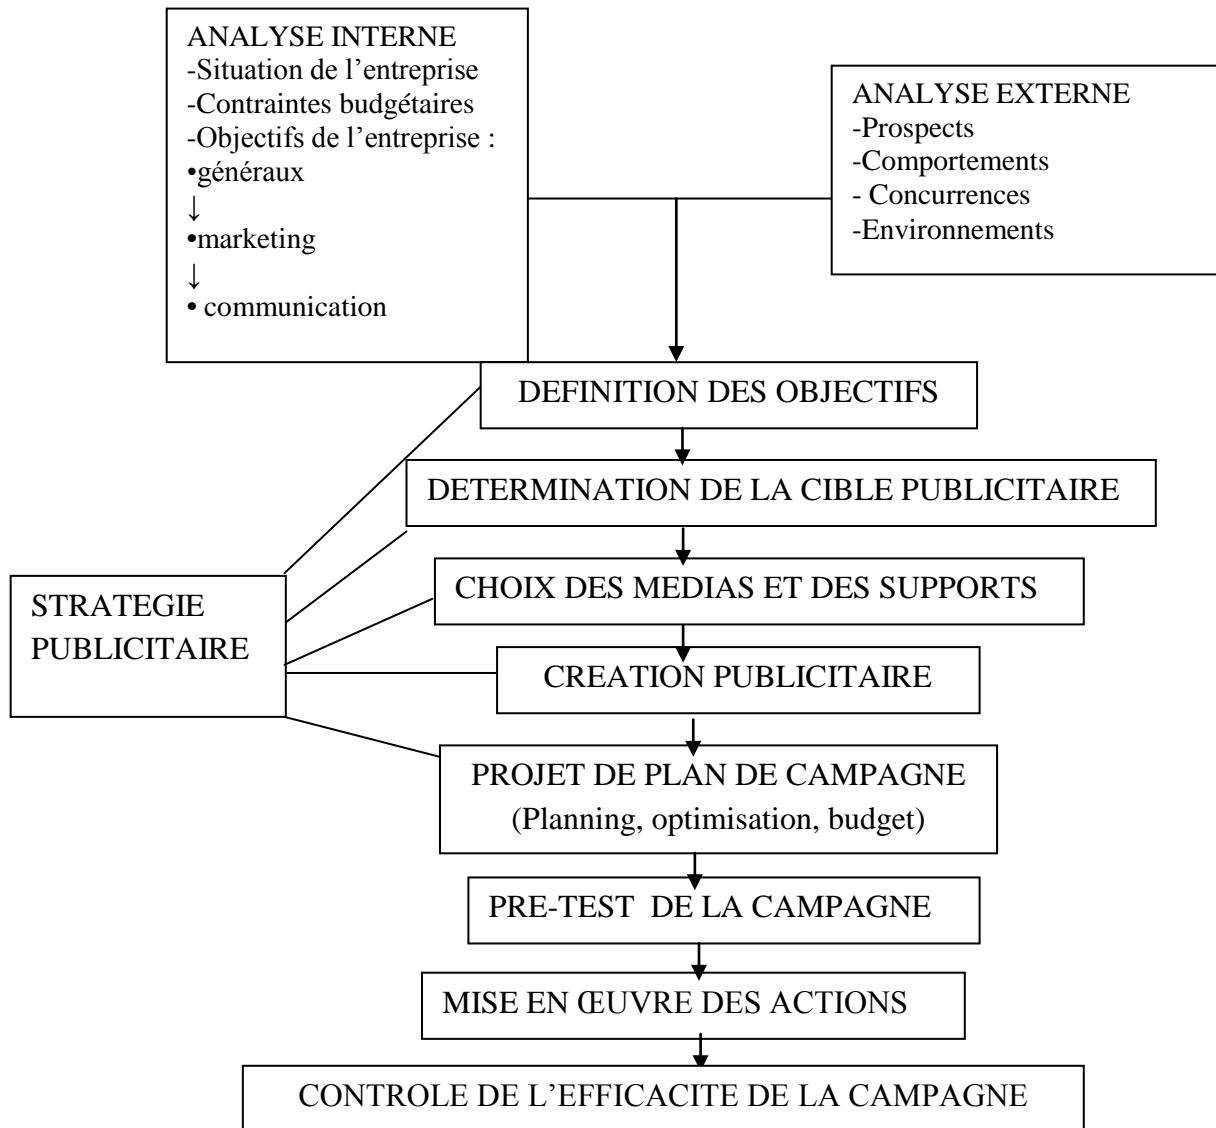 ANALYSE INTERNE
-Situation de l’entreprise
-Contraintes budgétaires
-Objectifs de l’entreprise :
•généraux
↓
•marketing
↓
• communication
ANALYSE EXTERNE
-Prospects
-Comportements
- Concurrences
-Environnements
DEFINITION DES OBJECTIFS
DETERMINATION DE LA CIBLE PUBLICITAIRE
CHOIX DES MEDIAS ET DES SUPPORTS
STRATEGIE
PUBLICITAIRE
CREATION PUBLICITAIRE
PROJET DE PLAN DE CAMPAGNE
(Planning, optimisation, budget)
PRE-TEST DE LA CAMPAGNE
MISE EN ŒUVRE DES ACTIONS
CONTROLE DE L’EFFICACITE DE LA CAMPAGNE